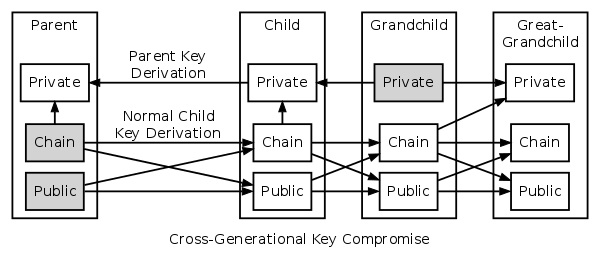 Parent
Child
Grandchild
Great-
Grandchild
Parent Key
Derivation
Private
Private
Private
Private
Normal Child
Key Derivation
Chain
Chain
Chain
Chain
Public
Public
Public
Public
Cross-Generational Key Compromise